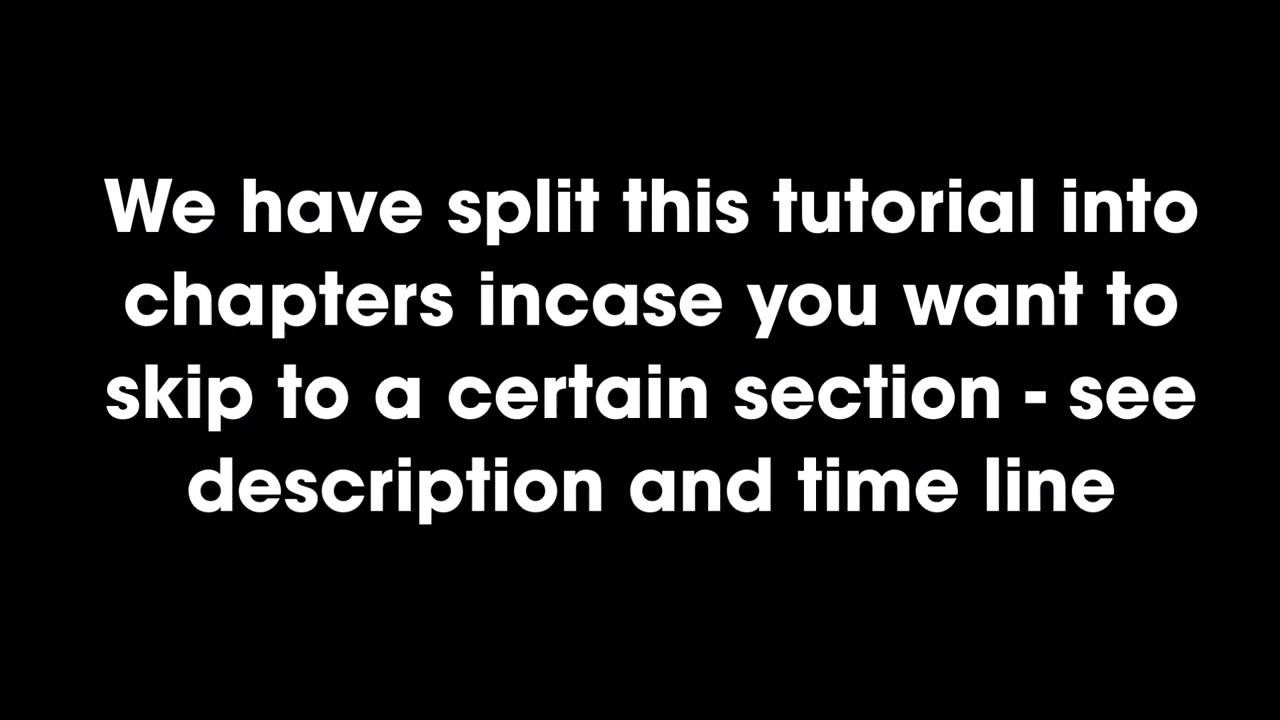 We have split this tutorial into
chapters incase you want to
skip to a certain section - see
description and time line